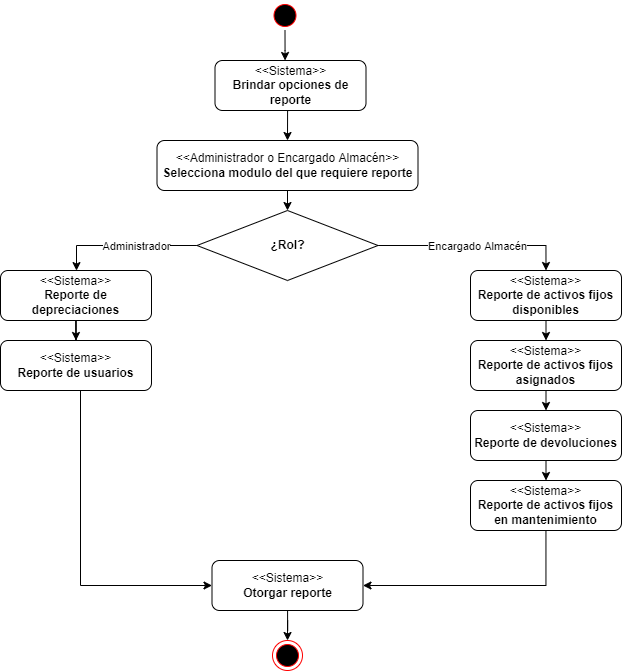 <<Sistema>>
Brindar opciones de
reporte
<<Administrador o Encargado Almacén>>
Selecciona modulo del que requiere reporte
¿Rol?
Administrador
Encargado Almacén
<<Sistema>>
Reporte de
depreciaciones
<<Sistema>>
Reporte de usuarios
<<Sistema>>
Reporte de activos fijos
disponibles
<<Sistema>>
Reporte de activos fijos
asignados
<<Sistema>>
Reporte de devoluciones
<<Sistema>>
Reporte de activos fijos
en mantenimiento
<<Sistema>>
Otorgar reporte